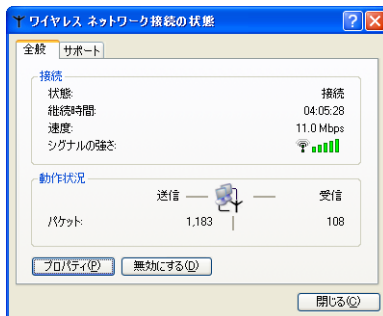 ワイヤレス ネットワーク接続の状態
全般 サポート
接続
状態: 接続
継続時間: 04:05:28
速度: 11.0 Mbps
シグナルの強さ:
動作状況
送信 — — 受信
パケット: 1,183 | 108
プロパティ(P) 無効にする(D)
閉じる(C)